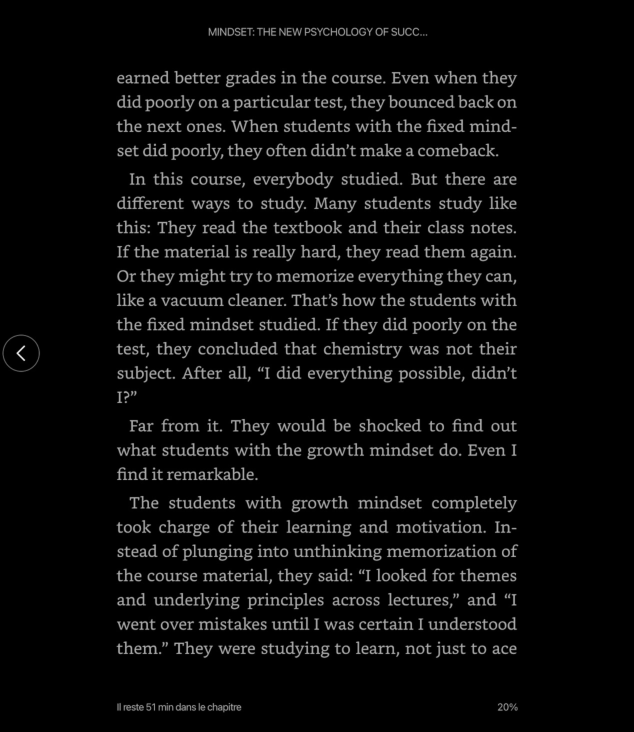 MINDSET: THE NEW PSYCHOLOGY OF SUCC...
earned better grades in the course. Even when they
did poorly on a particular test, they bounced back on
the next ones. When students with the fixed mind-
set did poorly, they often didn’t make a comeback.
In this course, everybody studied. But there are
different ways to study. Many students study like
this: They read the textbook and their class notes.
If the material is really hard, they read them again.
Or they might try to memorize everything they can,
like a vacuum cleaner. That’s how the students with
the fixed mindset studied. If they did poorly on the
test, they concluded that chemistry was not their
subject. After all, “I did everything possible, didn’t
I?”
Far from it. They would be shocked to find out
what students with the growth mindset do. Even I
find it remarkable.
The students with growth mindset completely
took charge of their learning and motivation. In-
stead of plunging into unthinking memorization of
the course material, they said: “I looked for themes
and underlying principles across lectures,” and “I
went over mistakes until I was certain I understood
them.” They were studying to learn, not just to ace
Il reste 51 min dans le chapitre
20%